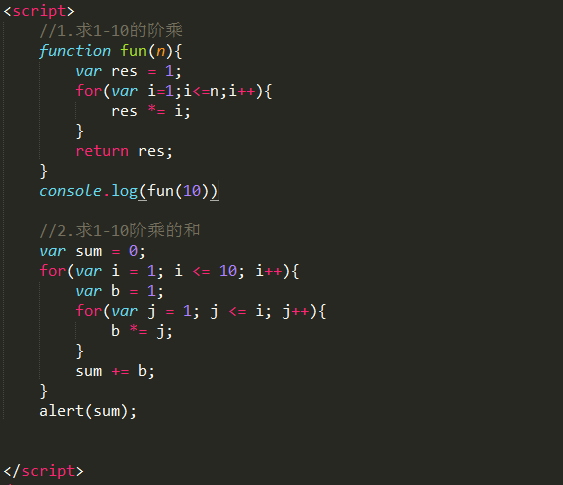 <script>
//1.求1-10的阶乘
function fun(n){
var res = 1;
for(var i=1;i<=n;i++){
res *= i;
}
return res;
}
console.log(fun(10))
//2.求1-10阶乘的和
var sum = 0;
for(var i = 1; i <= 10; i++){
var b = 1;
for(var j = 1; j <= i; j++){
b *= j;
}
sum += b;
}
alert(sum);
</script>